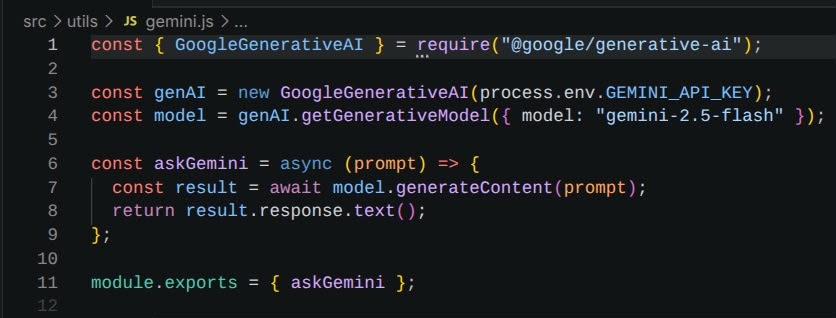 src > utils > JS gemini.js > ...
1 const { GoogleGenerativeAI } = require("@google/generative-ai");
2
3 const genAI = new GoogleGenerativeAI(process.env.GEMINI_API_KEY);
4 const model = genAI.getGenerativeModel({ model: "gemini-2.5-flash" });
5
6 const askGemini = async (prompt) => {
7   const result = await model.generateContent(prompt);
8   return result.response.text();
9 };
10
11 module.exports = { askGemini };
12